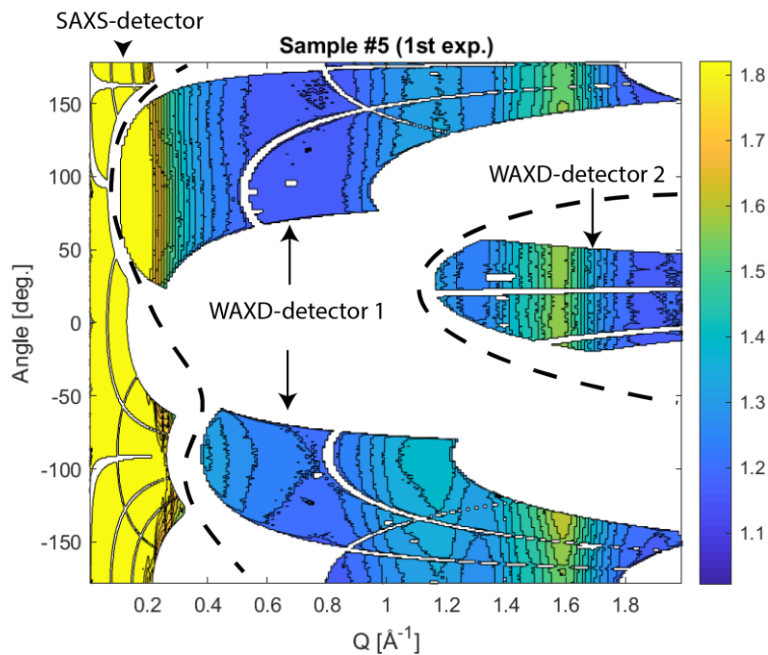 SAXS-detector
Sample #5 (1st exp.)
WAXD-detector 2
WAXD-detector 1
Angle [deg.]
150
100
50
0
-50
-100
-150
0.2 0.4 0.6 0.8 1 1.2 1.4 1.6 1.8
Q [Å⁻¹]
1.8
1.7
1.6
1.5
1.4
1.3
1.2
1.1